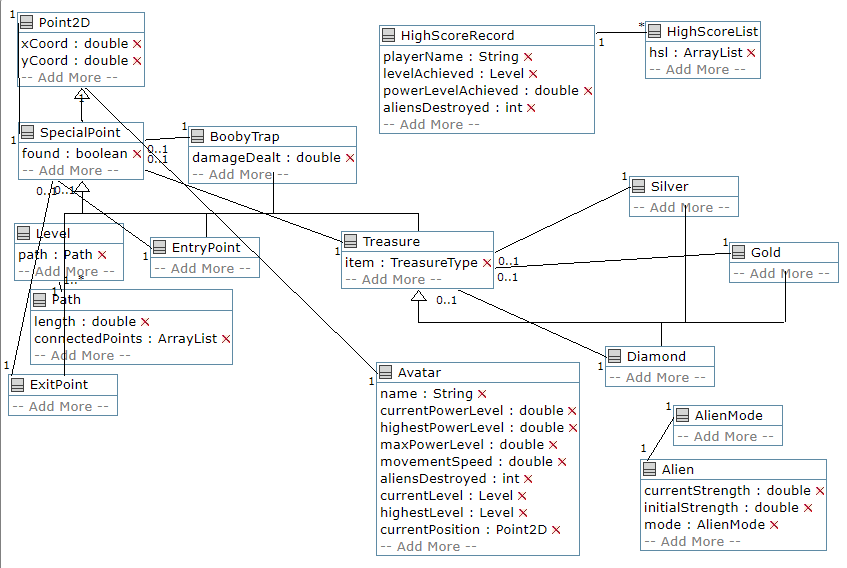 1
Point2D
xCoord : double ×
yCoord : double ×
-- Add More --
1
1
SpecialPoint
found : boolean ×
-- Add More --
0..1
0..1
0..1
0..1
1
BoobyTrap
damageDealt : double ×
-- Add More --
HighScoreRecord
playerName : String ×
levelAchieved : Level ×
powerLevelAchieved : double ×
aliensDestroyed : int ×
-- Add More --
1
*
HighScoreList
hsl : ArrayList ×
-- Add More --
1
Silver
-- Add More --
Level
path : Path ×
-- Add More --
1..*
1
1
EntryPoint
-- Add More --
1
Treasure
item : TreasureType ×
-- Add More --
0..1
0..1
0..1
1
Gold
-- Add More --
Path
length : double ×
connectedPoints : ArrayList ×
-- Add More --
1
ExitPoint
-- Add More --
1
Diamond
-- Add More --
1
Avatar
name : String ×
currentPowerLevel : double ×
highestPowerLevel : double ×
maxPowerLevel : double ×
movementSpeed : double ×
aliensDestroyed : int ×
currentLevel : Level ×
highestLevel : Level ×
currentPosition : Point2D ×
-- Add More --
1
AlienMode
-- Add More --
1
Alien
currentStrength : double ×
initialStrength : double ×
mode : AlienMode ×
-- Add More --